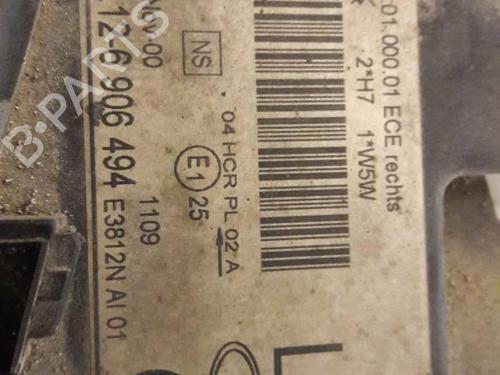 .01.000.01 ECE rechts
2*H7 1*W5W
04 HCR PL 02 A
E1 25
NS
-00
12-6 906 494
1109
E3812N AI 01
B-PARTS